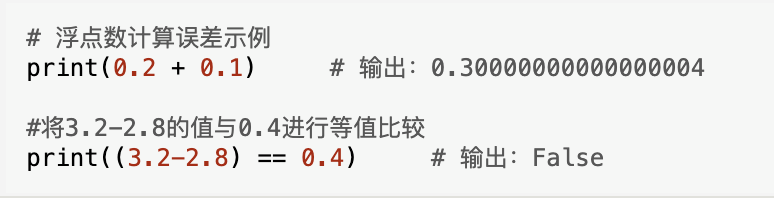 # 浮点数计算误差示例
print(0.2 + 0.1)     # 输出：0.30000000000000004
#将3.2-2.8的值与0.4进行等值比较
print((3.2-2.8) == 0.4)     # 输出：False